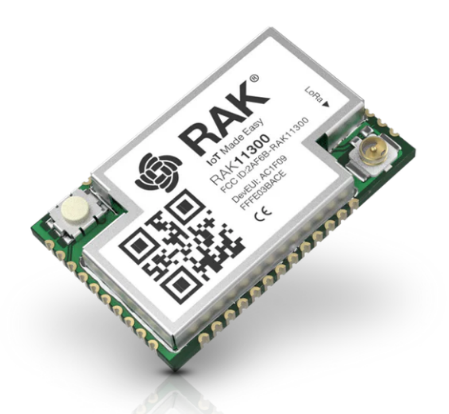 RAK®
IoT Made Easy
RAK11300
FCC ID:2AF6B-RAK11300
DevEUI: AC1F09
FFFE03BACE
CE
LoRa